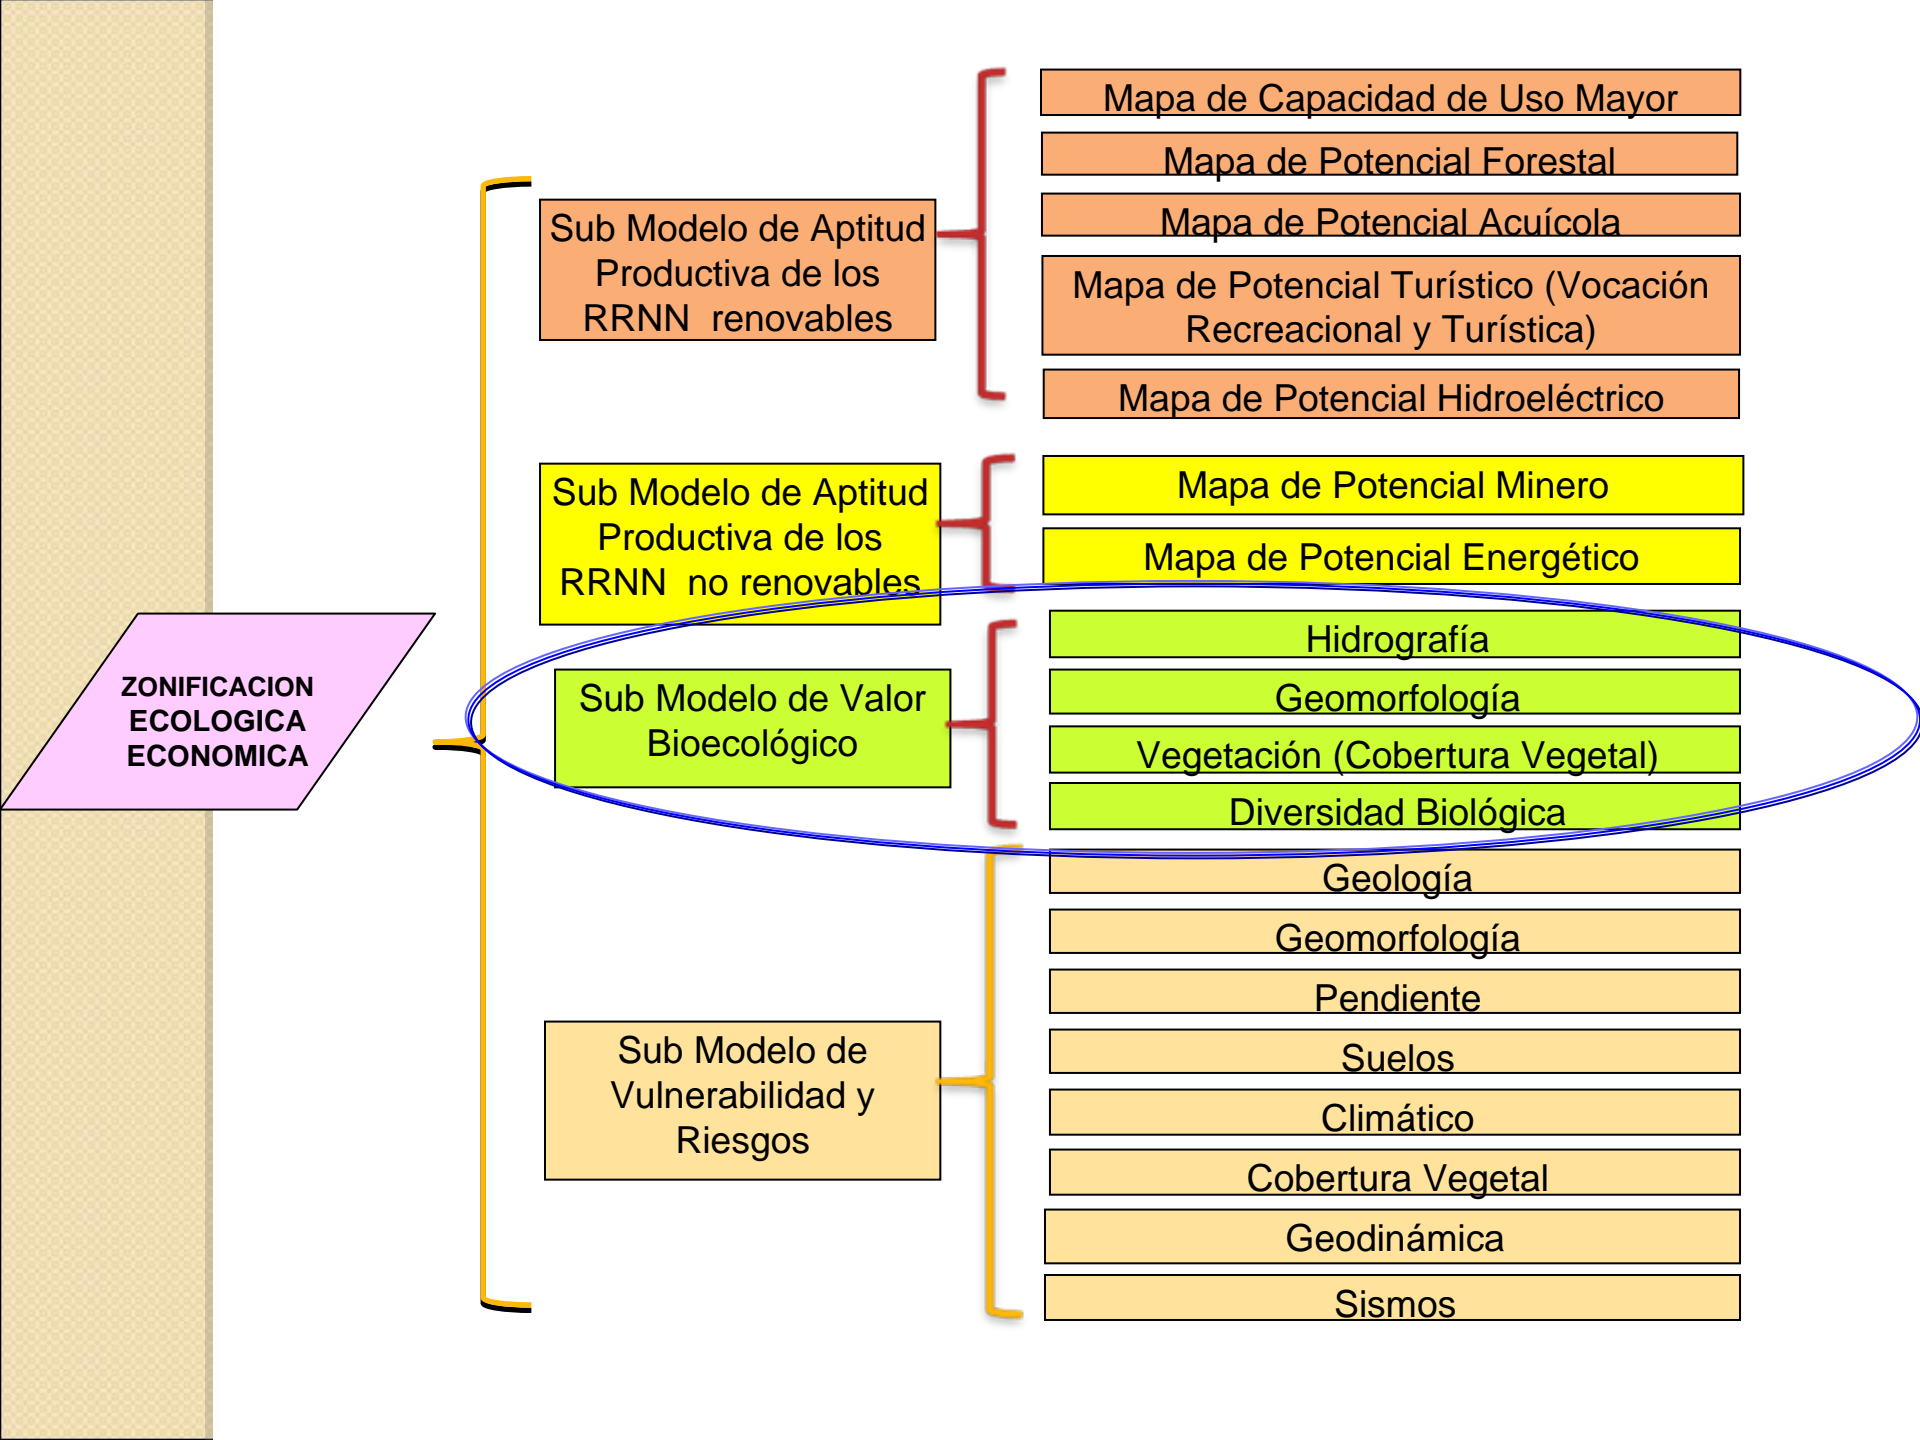 ZONIFICACION
ECOLOGICA
ECONOMICA
Sub Modelo de Aptitud
Productiva de los
RRNN renovables
Mapa de Capacidad de Uso Mayor
Mapa de Potencial Forestal
Mapa de Potencial Acuícola
Mapa de Potencial Turístico (Vocación
Recreacional y Turística)
Mapa de Potencial Hidroeléctrico
Sub Modelo de Aptitud
Productiva de los
RRNN no renovables
Mapa de Potencial Minero
Mapa de Potencial Energético
Sub Modelo de Valor
Bioecológico
Hidrografía
Geomorfología
Vegetación (Cobertura Vegetal)
Diversidad Biológica
Sub Modelo de
Vulnerabilidad y
Riesgos
Geología
Geomorfología
Pendiente
Suelos
Climático
Cobertura Vegetal
Geodinámica
Sismos